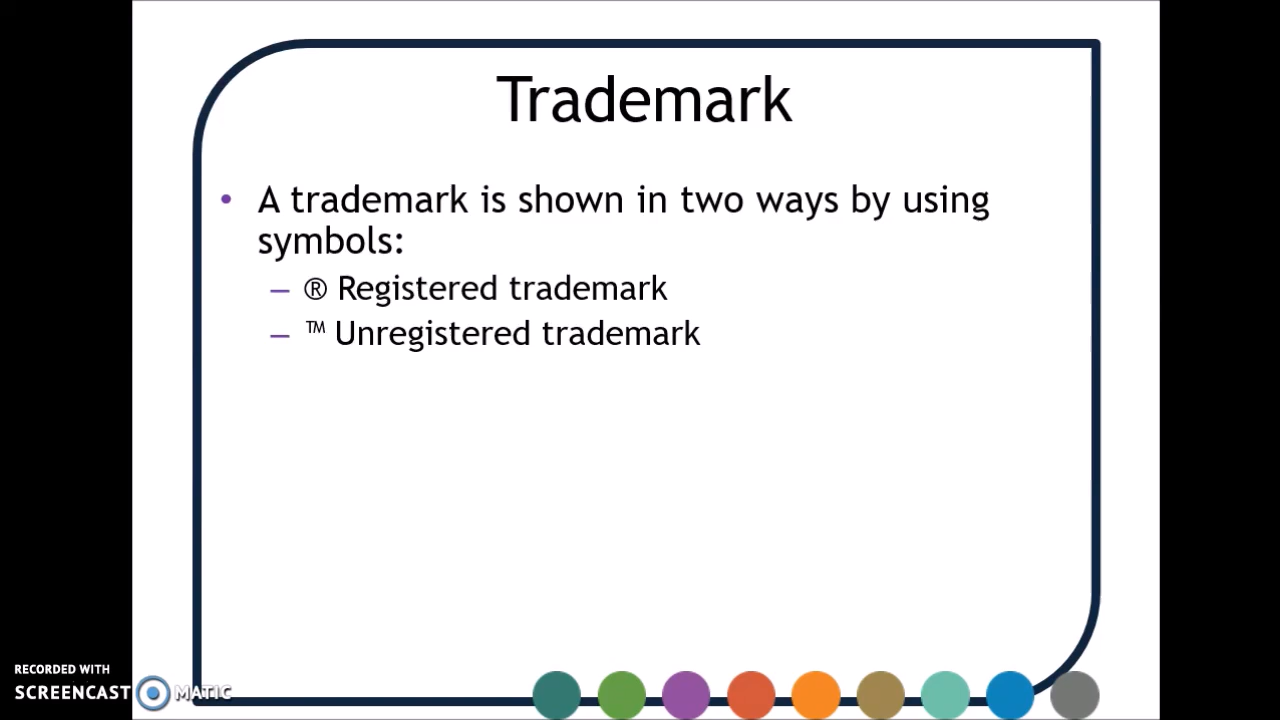 Trademark
• A trademark is shown in two ways by using
symbols:
– ® Registered trademark
– ™ Unregistered trademark
RECORDED WITH
SCREENCAST MATIC